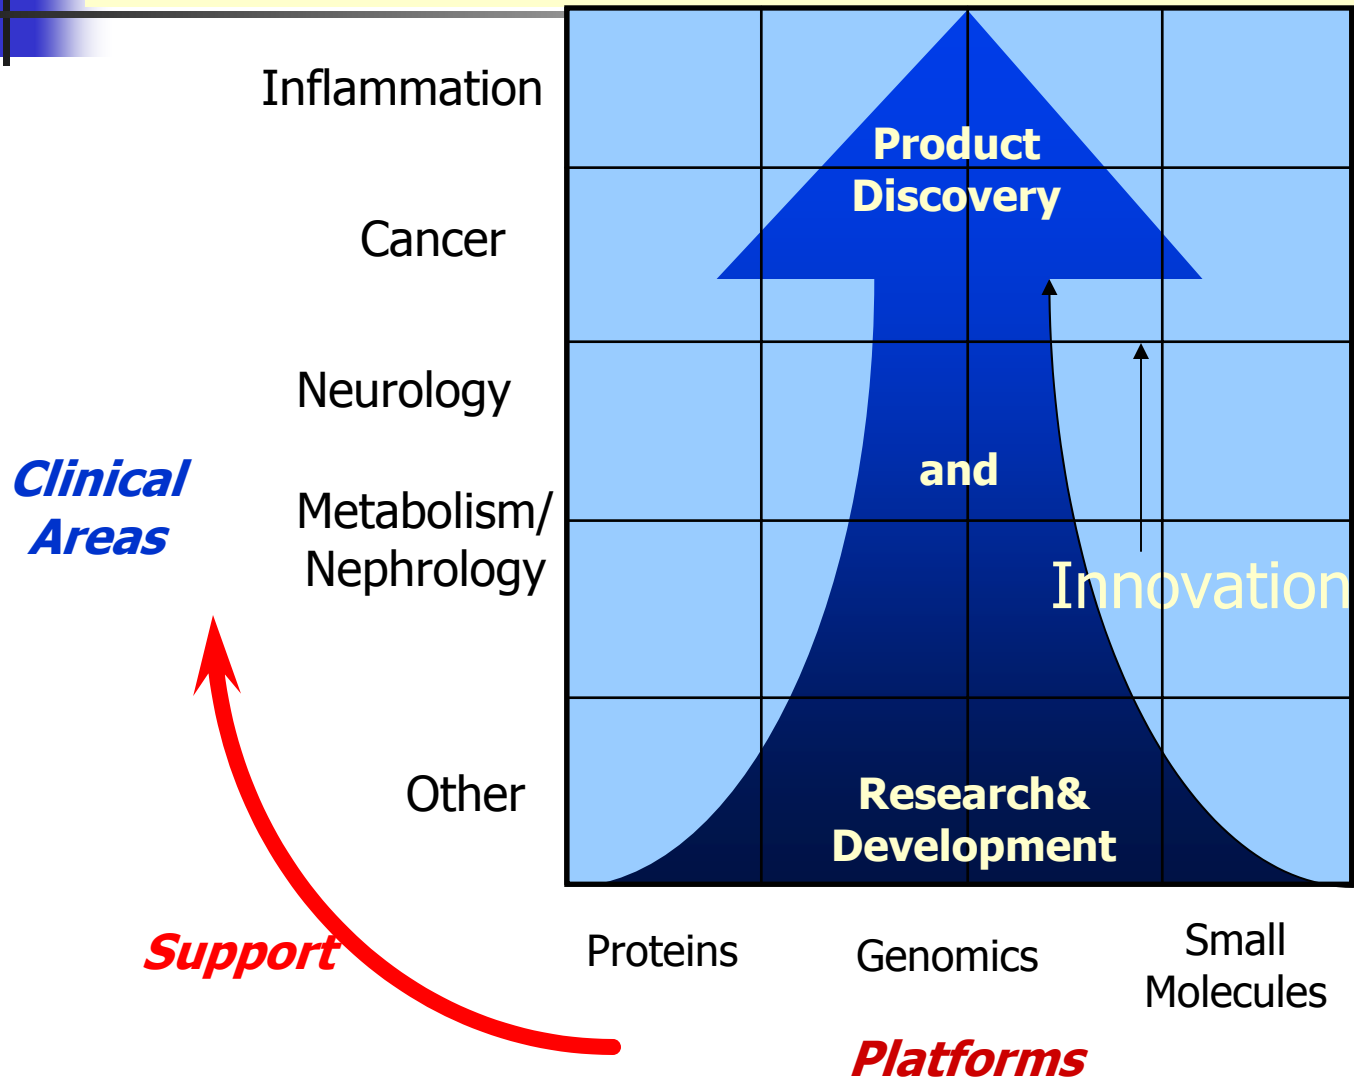 Inflammation
Product
Discovery
Cancer
Neurology
and
Clinical
Areas
Metabolism/
Nephrology
Innovation
Other
Research&
Development
Support
Proteins
Genomics
Small
Molecules
Platforms